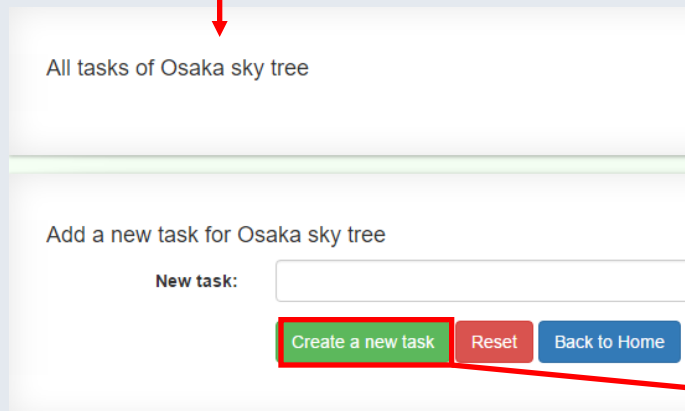 All tasks of Osaka sky tree
Add a new task for Osaka sky tree
New task:
Create a new task Reset Back to Home